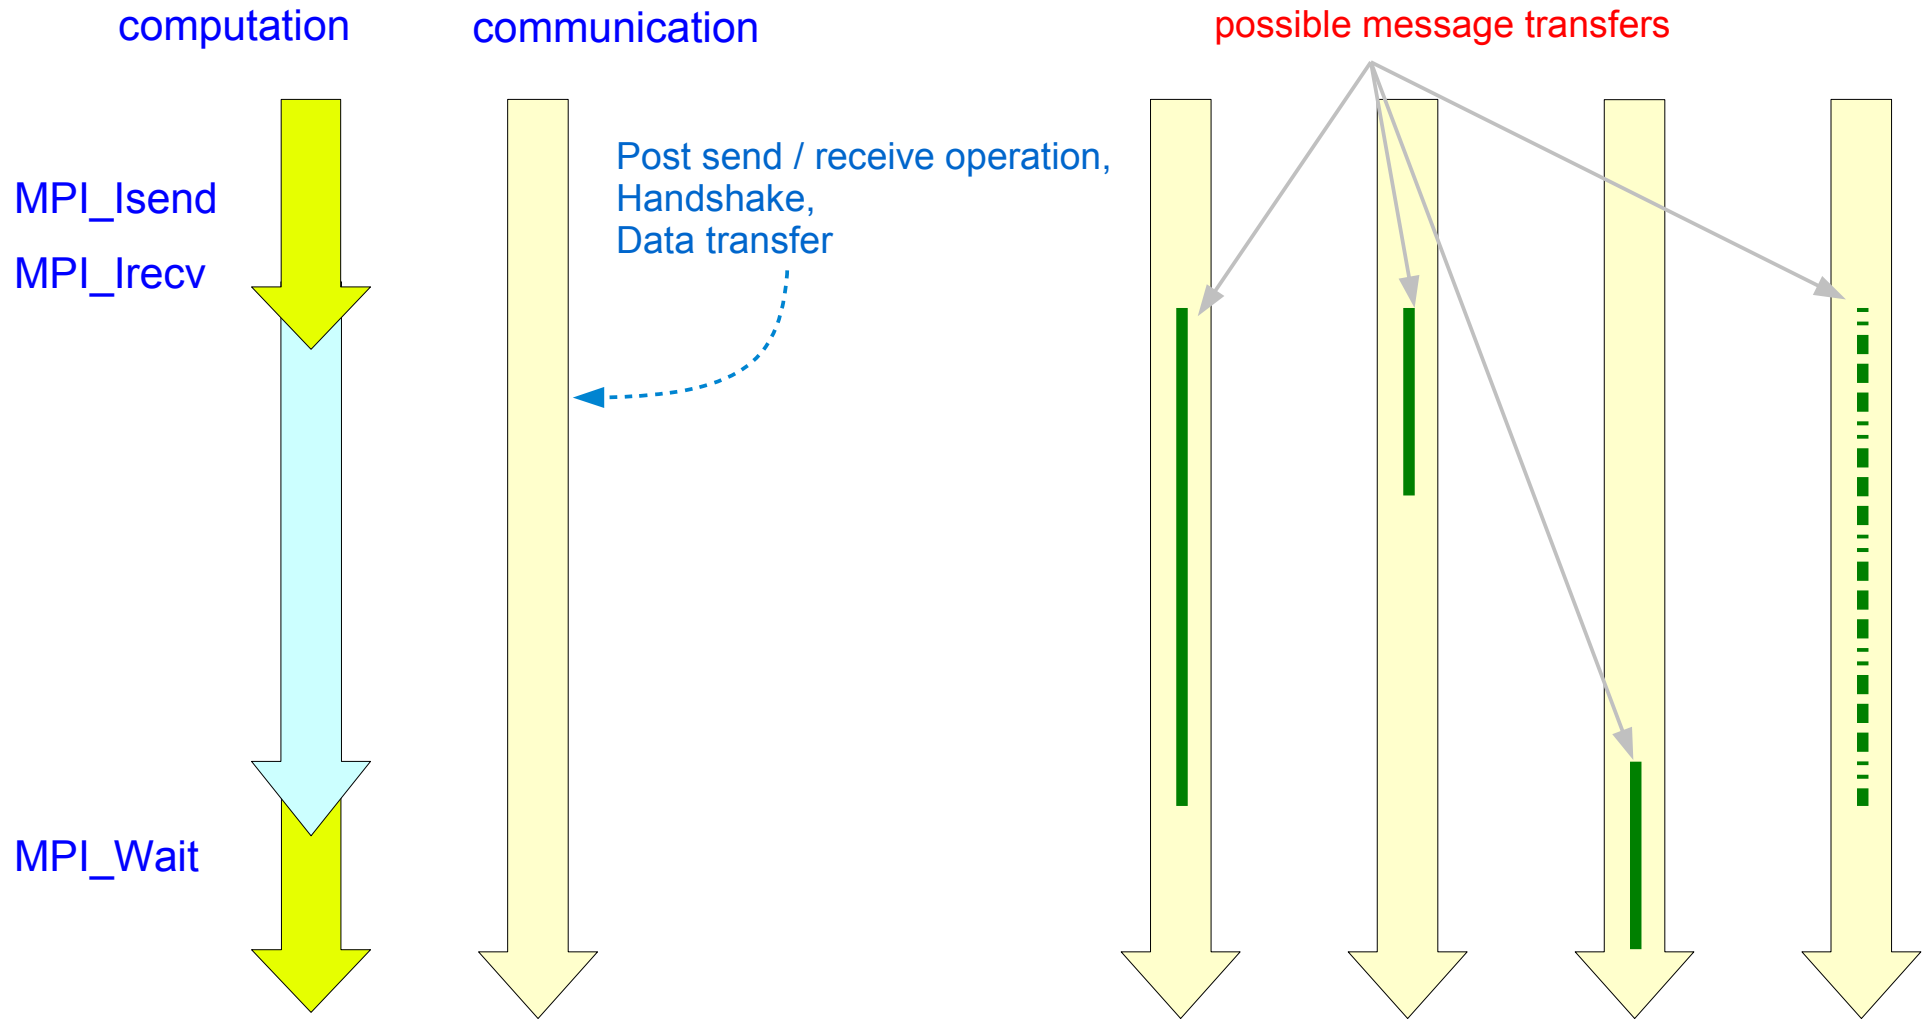 computation
communication
possible message transfers
Post send / receive operation,
Handshake,
Data transfer
MPI_Isend
MPI_Irecv
MPI_Wait